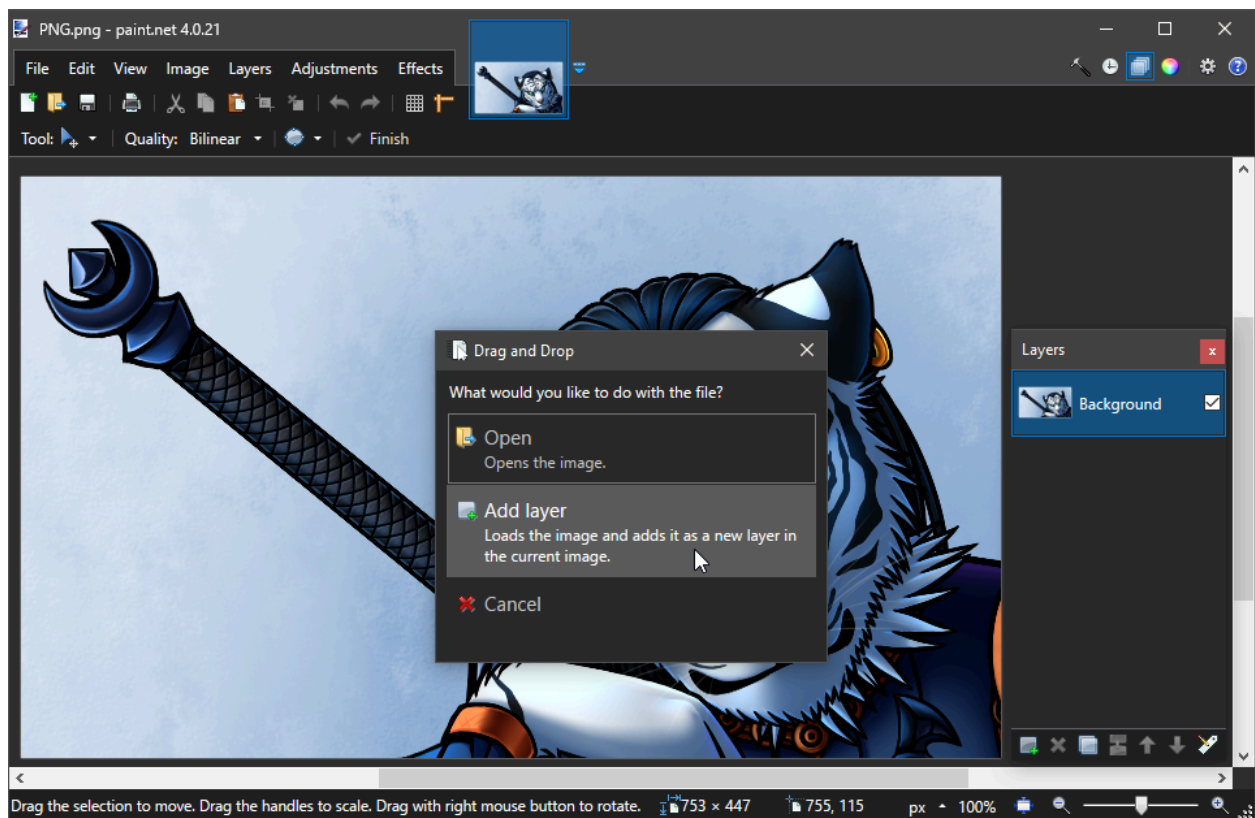 PNG.png - paint.net 4.0.21
File Edit View Image Layers Adjustments Effects
Tool: Quality: Bilinear Finish
Drag and Drop
What would you like to do with the file?
Open
Opens the image.
Add layer
Loads the image and adds it as a new layer in
the current image.
Cancel
Layers
x
Background
Drag the selection to move. Drag the handles to scale. Drag with right mouse button to rotate. 753 × 447 755, 115 px 100%